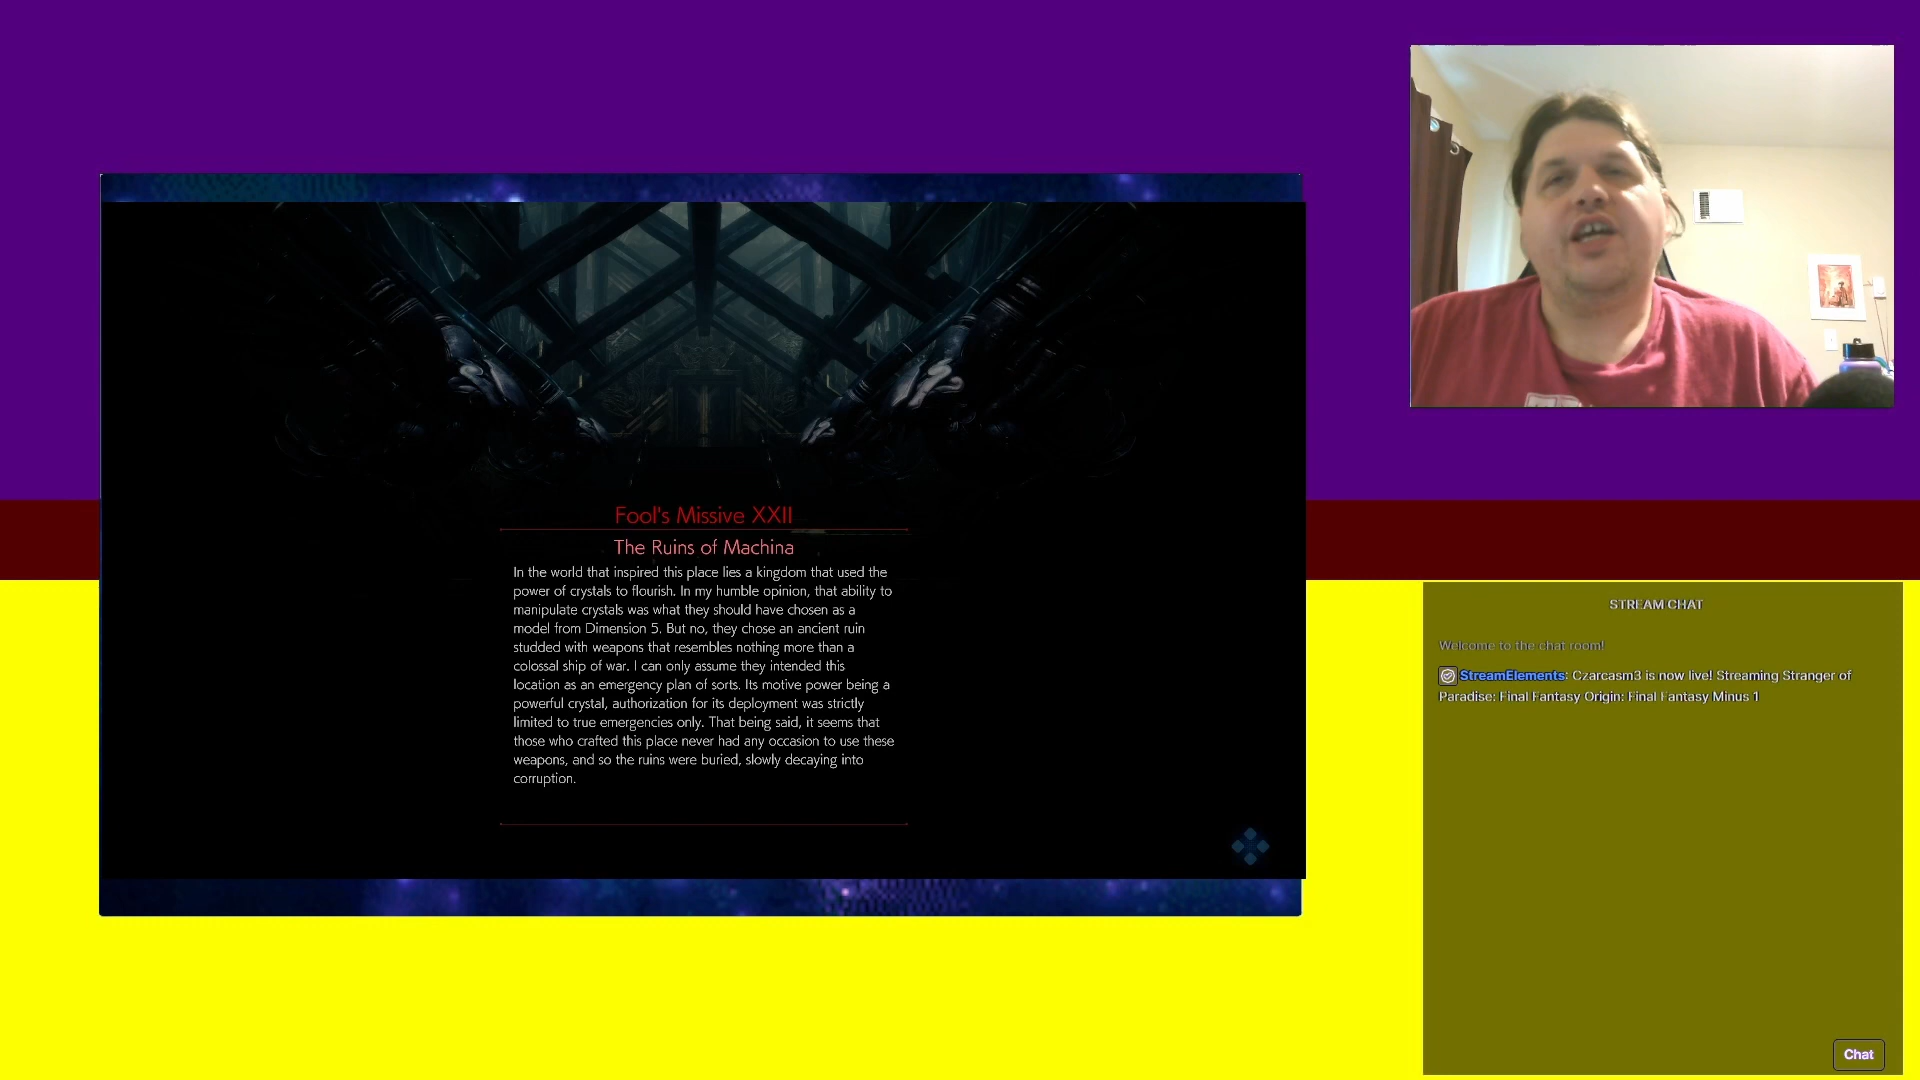 Fool's Missive XXII
The Ruins of Machina
In the world that inspired this place lies a kingdom that used the
power of crystals to flourish. In my humble opinion, that ability to
manipulate crystals was what they should have chosen as a
model from Dimension 5. But no, they chose an ancient ruin
studded with weapons that resembles nothing more than a
colossal ship of war. I can only assume they intended this
location as an emergency plan of sorts. Its motive power being a
powerful crystal, authorization for its deployment was strictly
limited to true emergencies only. That being said, it seems that
those who crafted this place never had any occasion to use these
weapons, and so the ruins were buried, slowly decaying into
corruption.
STREAM CHAT
Welcome to the chat room!
StreamElements: Czarcasm3 is now live! Streaming Stranger of
Paradise: Final Fantasy Origin: Final Fantasy Minus 1
Chat